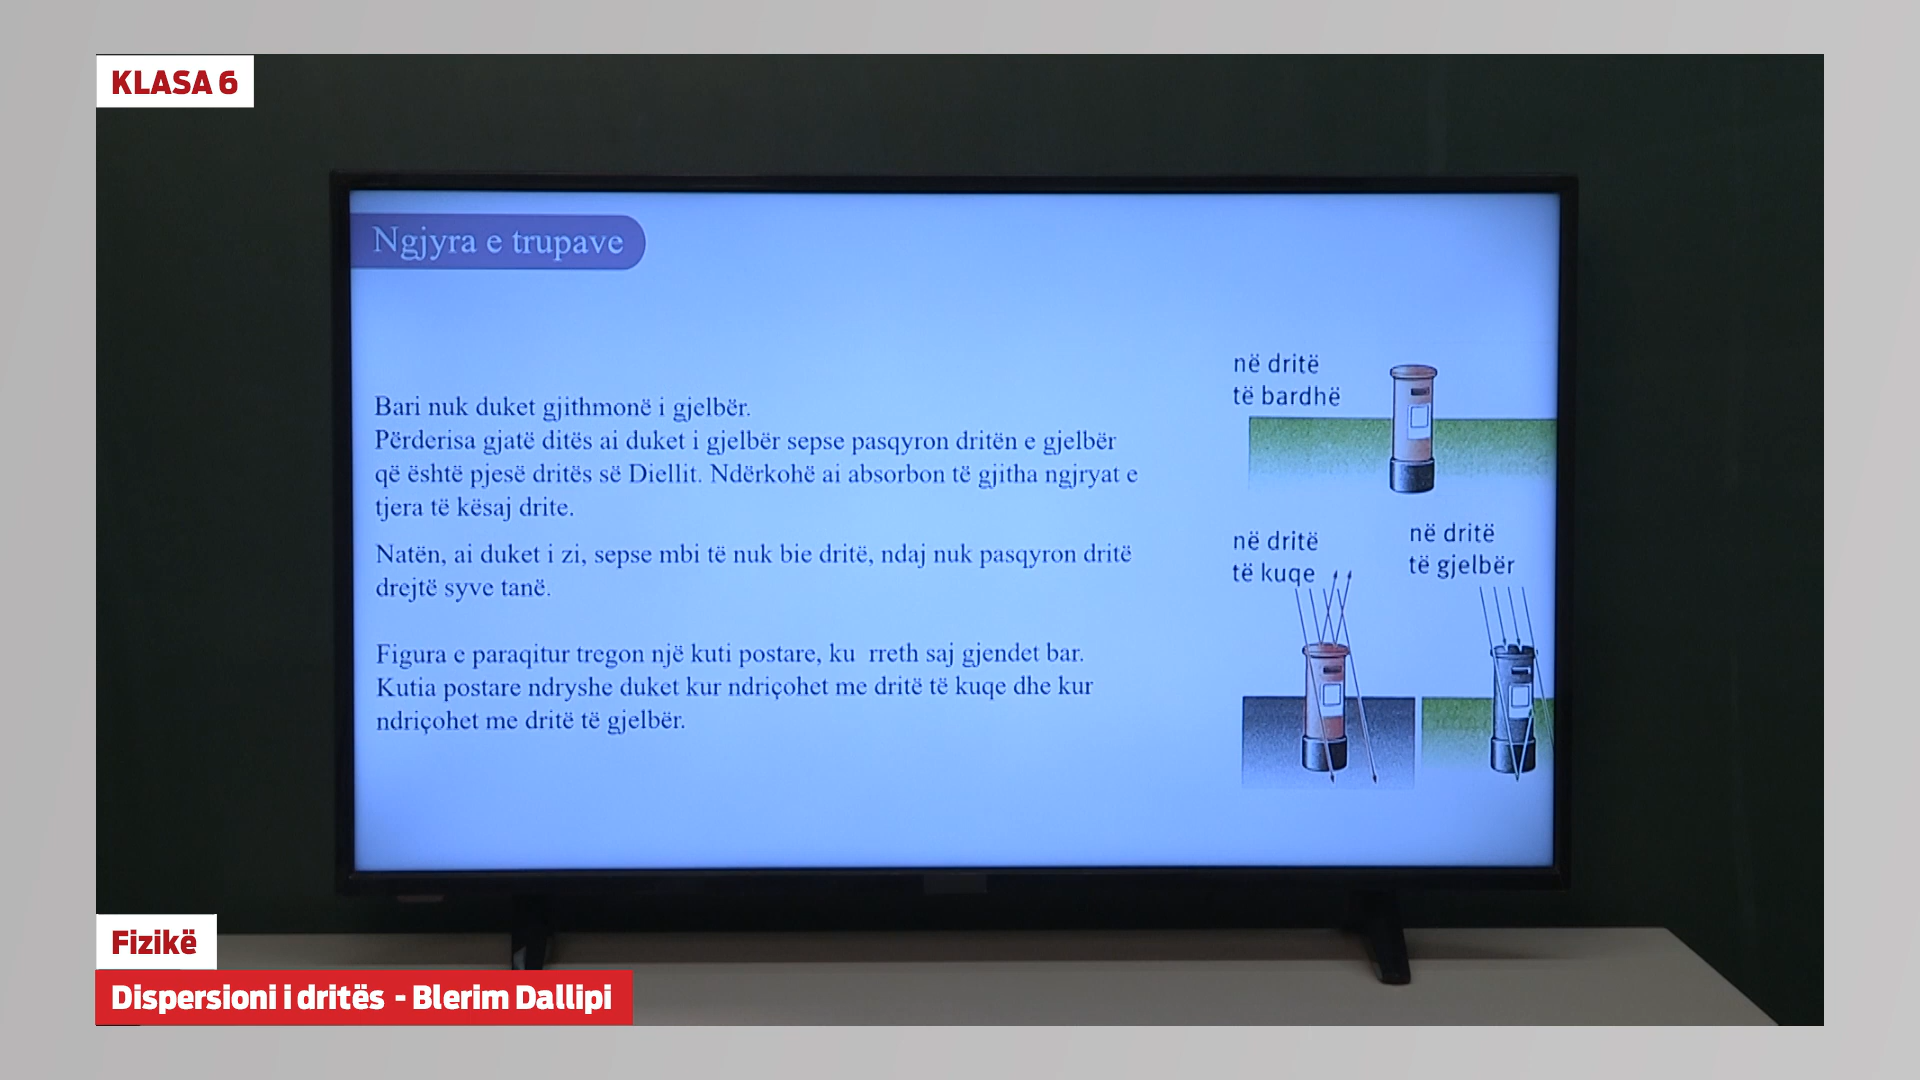 KLASA 6
Ngjyra e trupave
Bari nuk duket gjithmonë i gjelbër.
Përderisa gjatë ditës ai duket i gjelbër sepse pasqyron dritën e gjelbër
që është pjesë dritës së Diellit. Ndërkohë ai absorbon të gjitha ngjryat e
tjera të kësaj drite.
Natën, ai duket i zi, sepse mbi të nuk bie dritë, ndaj nuk pasqyron dritë
drejtë syve tanë.
Figura e paraqitur tregon një kuti postare, ku rreth saj gjendet bar.
Kutia postare ndryshe duket kur ndriçohet me dritë të kuqe dhe kur
ndriçohet me dritë të gjelbër.
në dritë
të bardhë
në dritë
të kuqe
në dritë
të gjelbër
Fizikë
Dispersioni i dritës - Blerim Dallipi